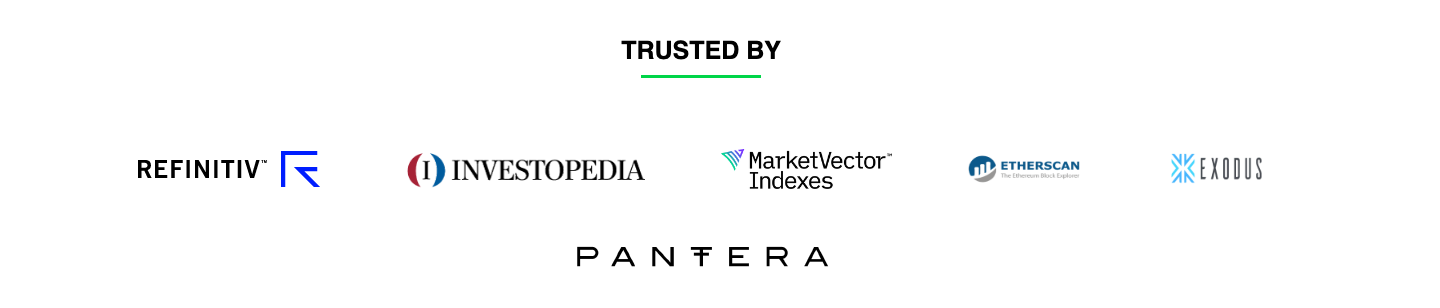 TRUSTED BY
REFINITIV™
(I) INVESTOPEDIA
MarketVector™
Indexes
ETHERSCAN
The Ethereum Block Explorer
EXODUS
PANTERA